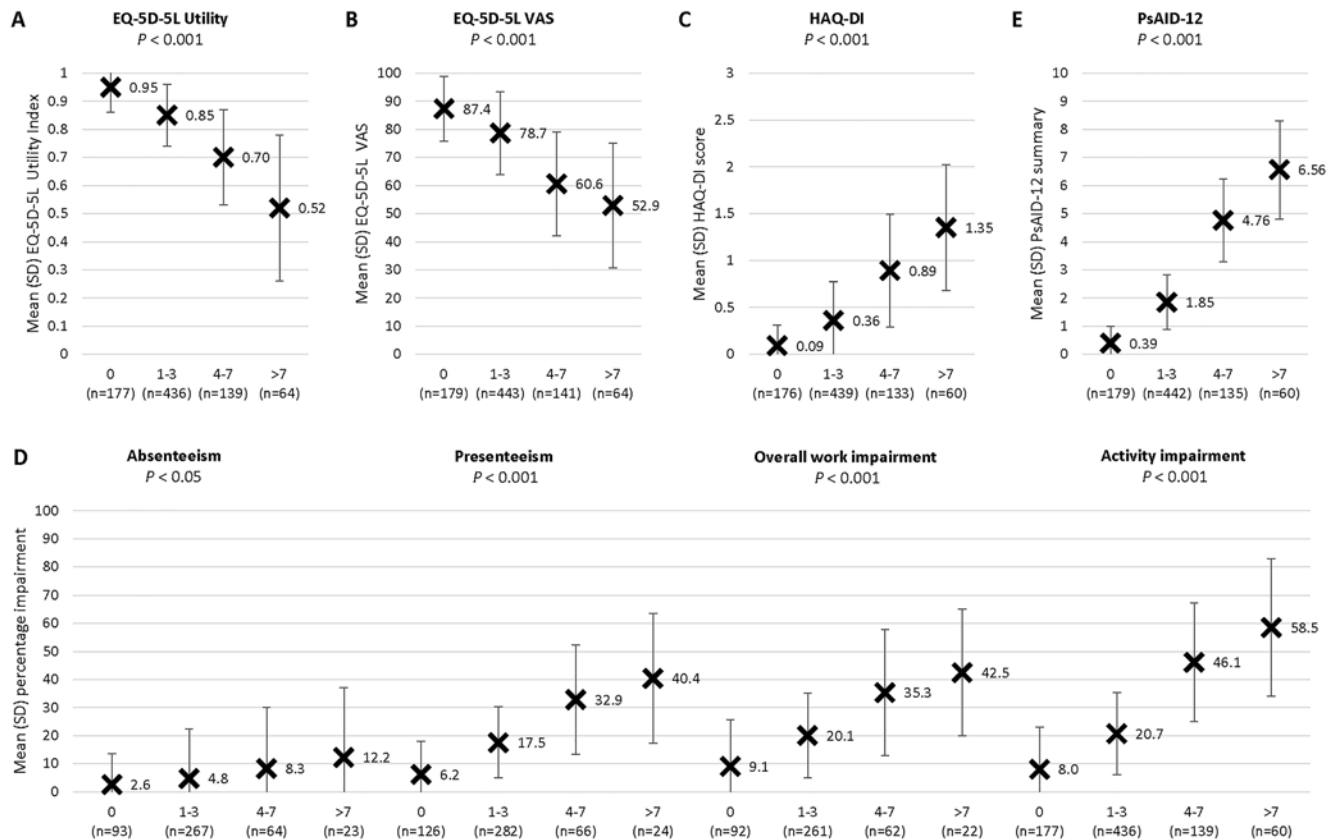 A
EQ-5D-5L Utility
P < 0.001
Mean (SD) EQ-5D-5L Utility Index
1
0.9
0.8
0.7
0.6
0.5
0.4
0.3
0.2
0.1
0
0.95
0.85
0.70
0.52
0 1-3 4-7 >7
(n=177) (n=436) (n=139) (n=64)
B
EQ-5D-5L VAS
P < 0.001
Mean (SD) EQ-5D-5L VAS
100
90
80
70
60
50
40
30
20
10
0
87.4
78.7
60.6
52.9
0 1-3 4-7 >7
(n=179) (n=443) (n=141) (n=64)
C
HAQ-DI
P < 0.001
Mean (SD) HAQ-DI score
3
2.5
2
1.5
1
0.5
0
0.09
0.36
0.89
1.35
0 1-3 4-7 >7
(n=176) (n=439) (n=133) (n=60)
E
PsAID-12
P < 0.001
Mean (SD) PsAID-12 summary
10
9
8
7
6
5
4
3
2
1
0
0.39
1.85
4.76
6.56
0 1-3 4-7 >7
(n=179) (n=442) (n=135) (n=60)
D
Absenteeism
P < 0.05
Presenteeism
P < 0.001
Overall work impairment
P < 0.001
Activity impairment
P < 0.001
Mean (SD) percentage impairment
100
90
80
70
60
50
40
30
20
10
0
2.6
4.8
8.3
12.2
6.2
17.5
32.9
40.4
9.1
20.1
35.3
42.5
8.0
20.7
46.1
58.5
0 1-3 4-7 >7 0 1-3 4-7 >7 0 1-3 4-7 >7 0 1-3 4-7 >7
(n=93) (n=267) (n=64) (n=23) (n=126) (n=282) (n=66) (n=24) (n=92) (n=261) (n=62) (n=22) (n=177) (n=436) (n=139) (n=60)